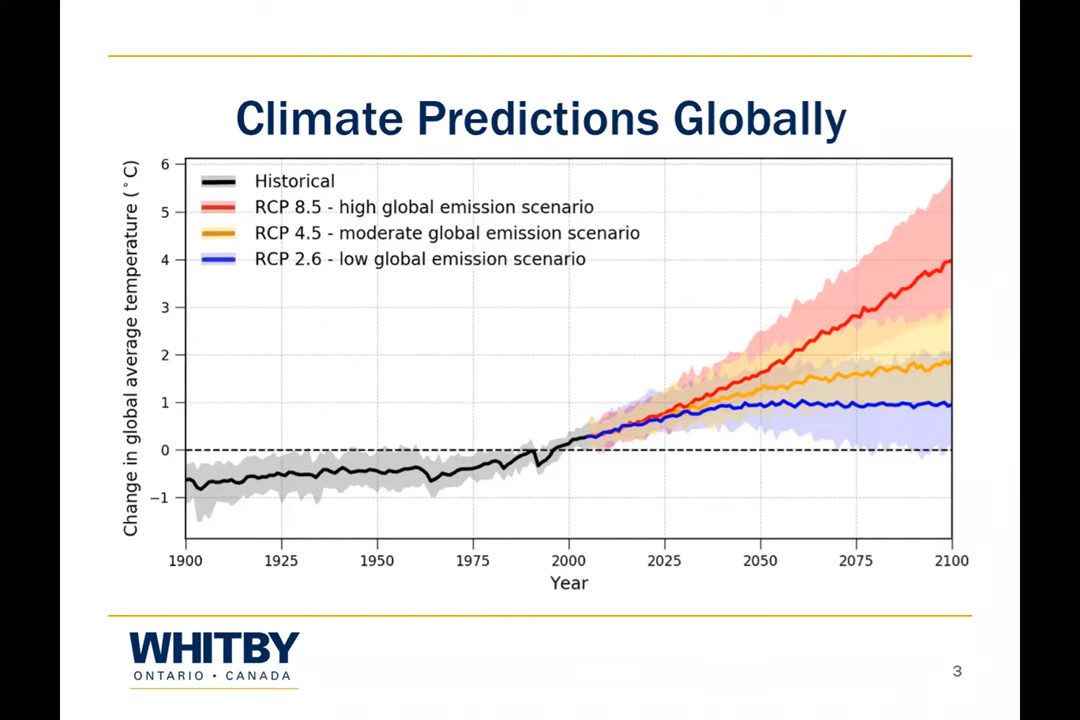 Climate Predictions Globally
Change in global average temperature (°C)
6
5
4
3
2
1
0
−1
Historical
RCP 8.5 - high global emission scenario
RCP 4.5 - moderate global emission scenario
RCP 2.6 - low global emission scenario
1900 1925 1950 1975 2000 2025 2050 2075 2100
Year
WHITBY
ONTARIO • CANADA
3